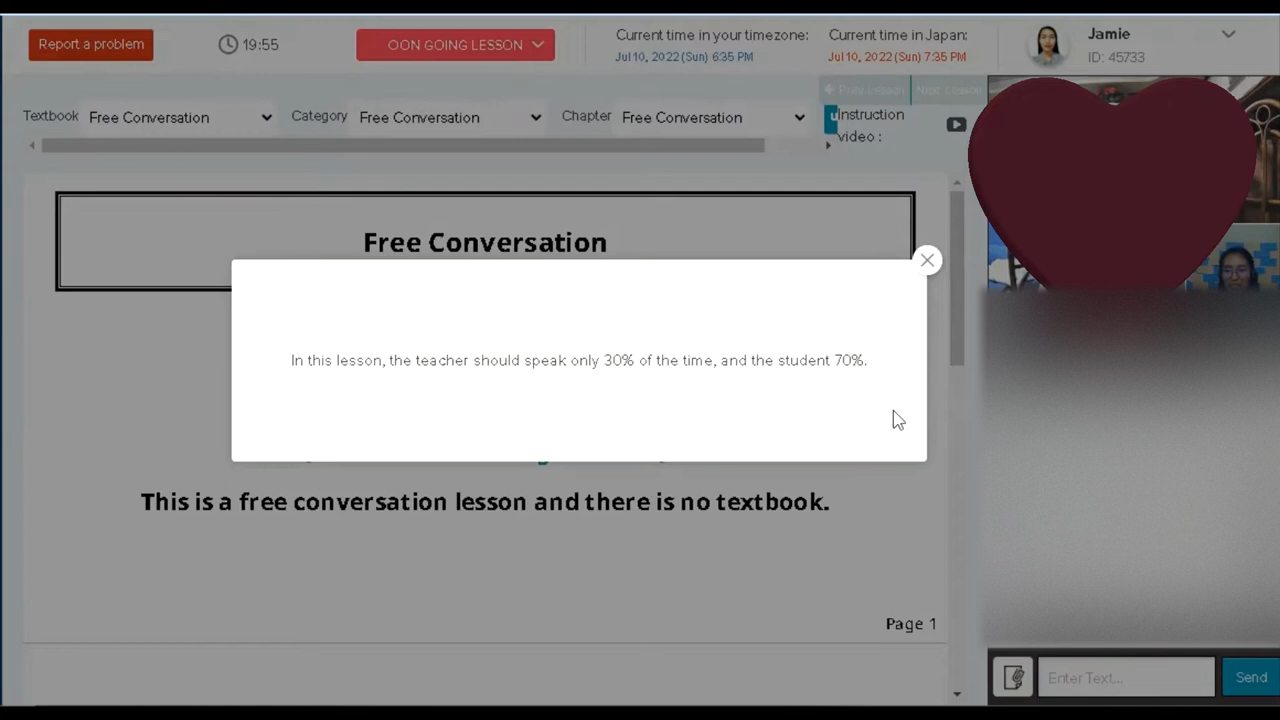 Report a problem
19:55
OON GOING LESSON
Current time in your timezone:
Jul 10, 2022 (Sun) 6:35 PM
Current time in Japan:
Jul 10, 2022 (Sun) 7:35 PM
Jamie
ID: 45733
Prev Lesson
Next Lesson
Textbook
Free Conversation
Category
Free Conversation
Chapter
Free Conversation
Instruction
video :
Free Conversation
In this lesson, the teacher should speak only 30% of the time, and the student 70%.
This is a free conversation lesson and there is no textbook.
Page 1
Enter Text...
Send